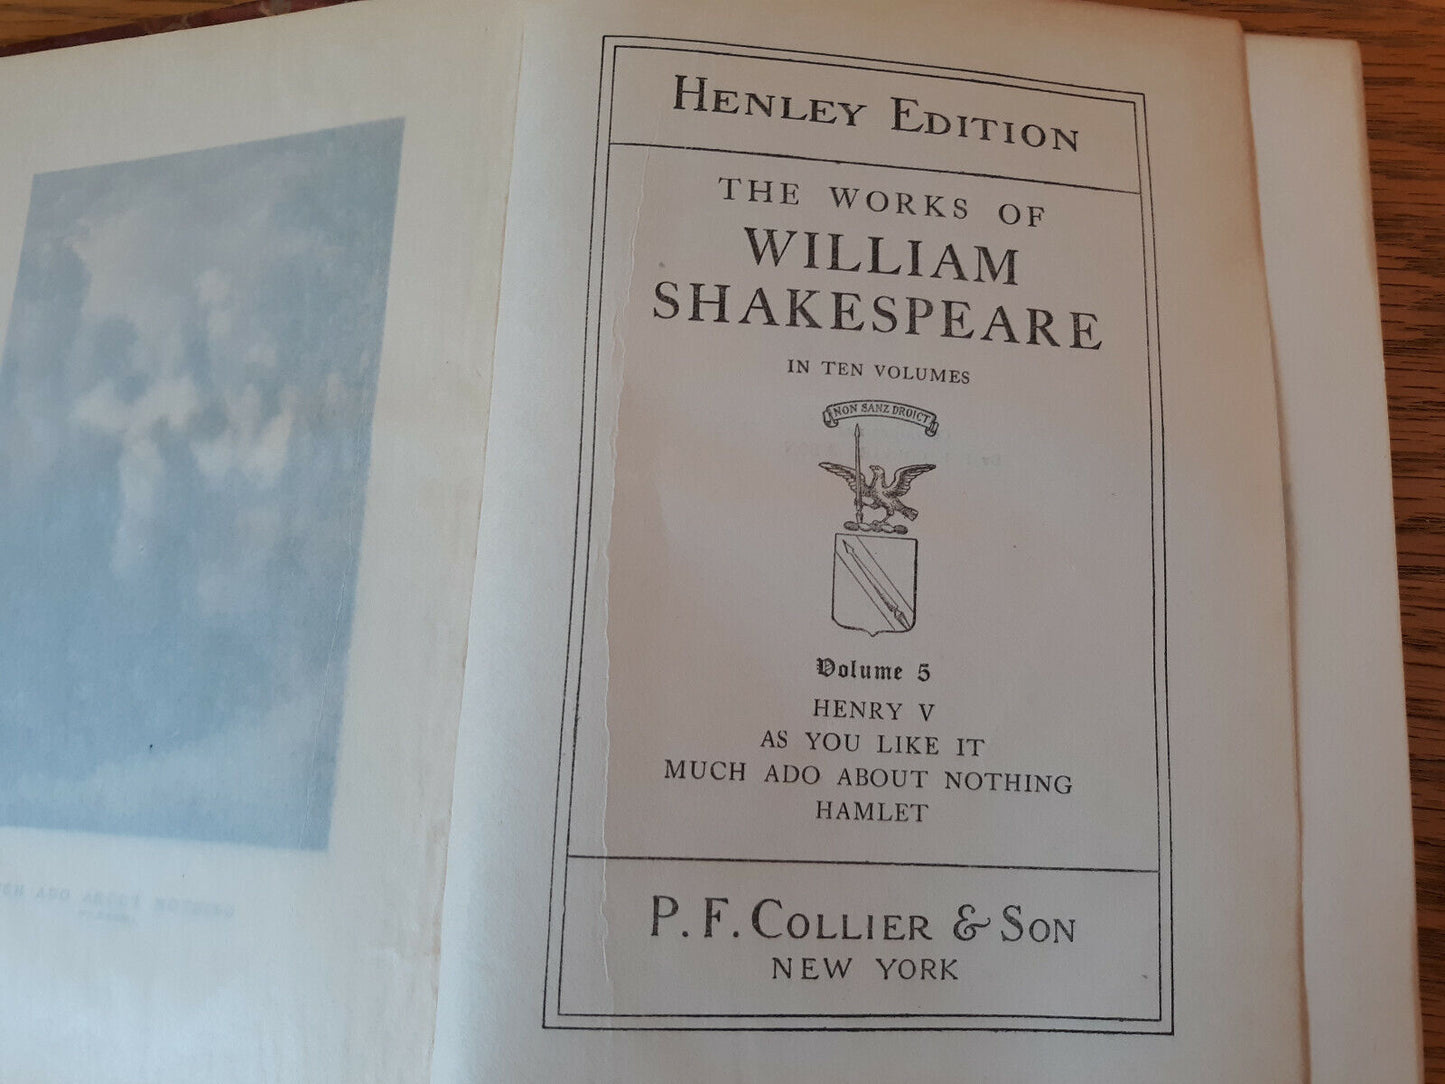 HENLEY EDITION
THE WORKS OF
WILLIAM
SHAKESPEARE
IN TEN VOLUMES
NON SANZ DROICT
Volume 5
HENRY V
AS YOU LIKE IT
MUCH ADO ABOUT NOTHING
HAMLET
P. F. COLLIER & SON
NEW YORK